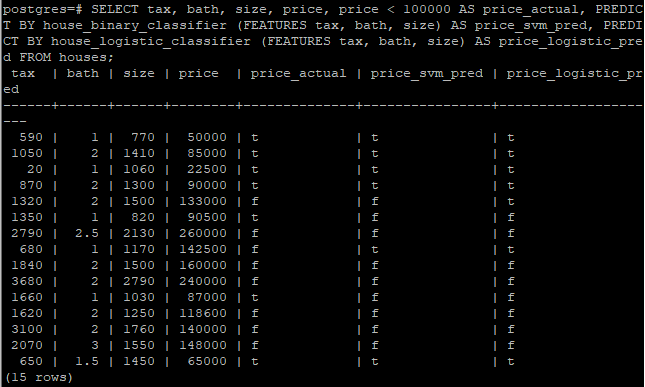 postgres=# SELECT tax, bath, size, price, price < 100000 AS price_actual, PREDIC
T BY house_binary_classifier (FEATURES tax, bath, size) AS price_svm_pred, PREDI
CT BY house_logistic_classifier (FEATURES tax, bath, size) AS price_logistic_pre
d FROM houses;
 tax  | bath | size | price  | price_actual | price_svm_pred | price_logistic_pr
ed
------+------+------+--------+--------------+----------------+------------------
---
  590 |    1 |  770 |  50000 | t            | t              | t
 1050 |    2 | 1410 |  85000 | t            | t              | t
   20 |    1 | 1060 |  22500 | t            | t              | t
  870 |    2 | 1300 |  90000 | t            | t              | t
 1320 |    2 | 1500 | 133000 | f            | f              | f
 1350 |    1 |  820 |  90500 | t            | f              | f
 2790 |  2.5 | 2130 | 260000 | f            | f              | f
  680 |    1 | 1170 | 142500 | f            | t              | t
 1840 |    2 | 1500 | 160000 | f            | f              | f
 3680 |    2 | 2790 | 240000 | f            | f              | f
 1660 |    1 | 1030 |  87000 | t            | f              | f
 1620 |    2 | 1250 | 118600 | f            | f              | f
 3100 |    2 | 1760 | 140000 | f            | f              | f
 2070 |    3 | 1550 | 148000 | f            | f              | f
  650 |  1.5 | 1450 |  65000 | t            | t              | t
(15 rows)